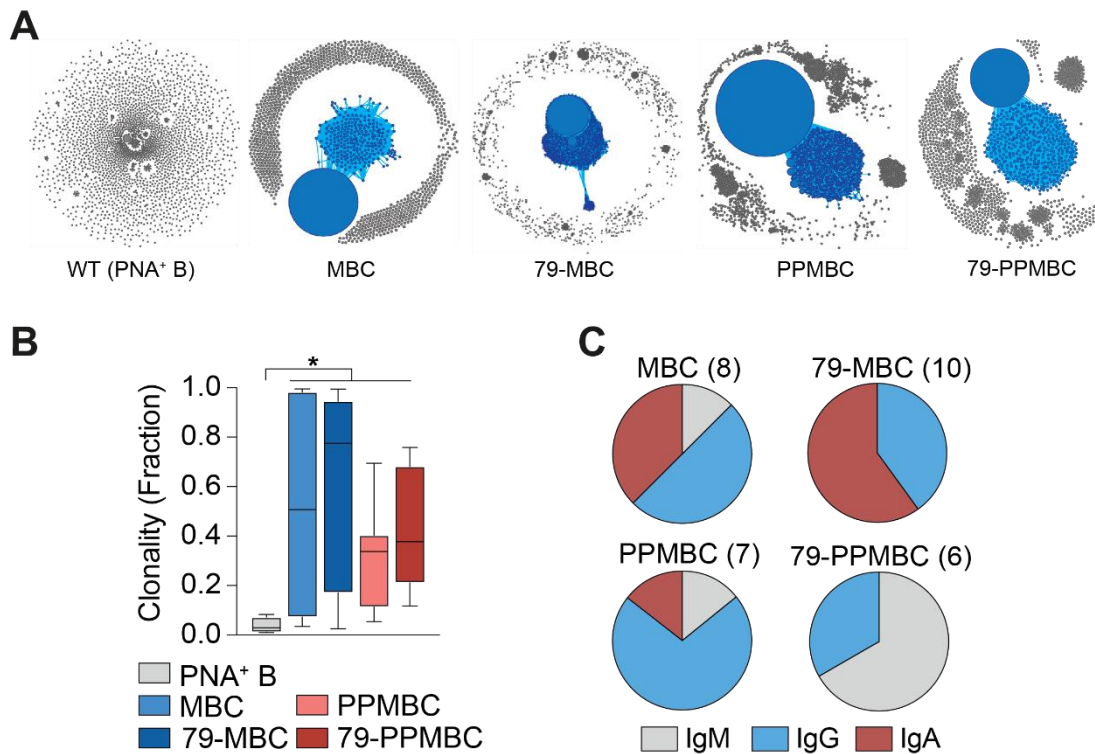 A
WT (PNA⁺ B)
MBC
79-MBC
PPMBC
79-PPMBC
B
*
Clonality (Fraction)
1.0
0.8
0.6
0.4
0.2
0.0
PNA⁺ B
MBC
PPMBC
79-MBC
79-PPMBC
C
MBC (8)
79-MBC (10)
PPMBC (7)
79-PPMBC (6)
IgM
IgG
IgA